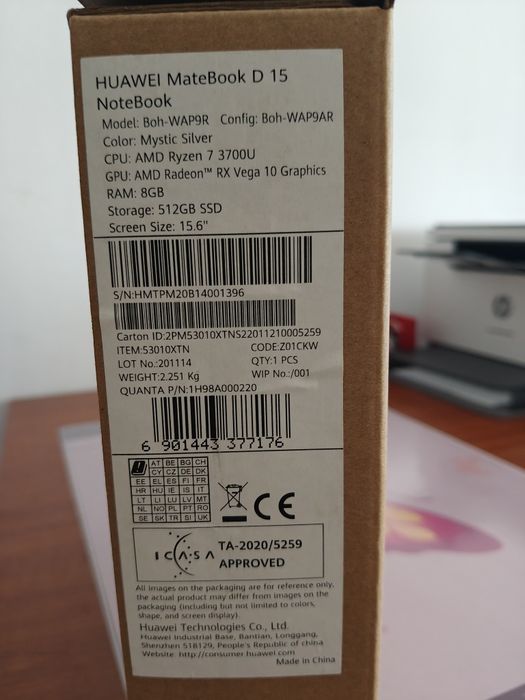 HUAWEI MateBook D 15
NoteBook
Model: Boh-WAP9R Config: Boh-WAP9AR
Color: Mystic Silver
CPU: AMD Ryzen 7 3700U
GPU: AMD Radeon™ RX Vega 10 Graphics
RAM: 8GB
Storage: 512GB SSD
Screen Size: 15.6"
S/N:HMTPM20B14001396
Carton ID:2PM53010XTNS22011210005259
ITEM:53010XTN CODE:Z01CKW
LOT No.:201114 QTY:1 PCS
WEIGHT:2.251 Kg WIP No.:/001
QUANTA P/N:1H98A000220
6 901443 377176
AT BE BG CH
CY CZ DE DK
EE EL ES FI FR
HR HU IE IS IT
LT LI LU LV MT
NL NO PL PT RO
SE SK TR SI UK
CE
ICASA TA-2020/5259
APPROVED
All images on the packaging are for reference only,
the actual product may differ from images on the
packaging (including but not limited to colors,
shape, and screen display).
Huawei Technologies Co., Ltd.
Huawei Industrial Base, Bantian, Longgang,
Shenzhen 518129, People's Republic of china
Website: http://consumer.huawei.com
Made in China
hp